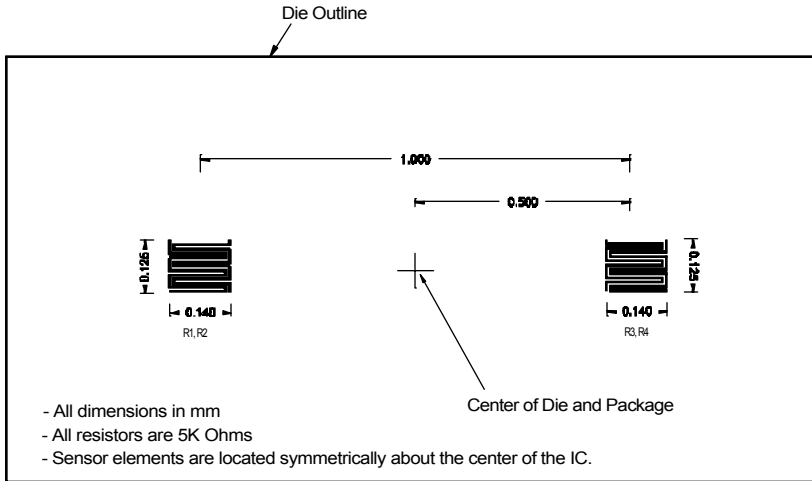 Die Outline
1.000
0.500
0.125
0.125
0.140
0.140
R1, R2
R3, R4
Center of Die and Package
- All dimensions in mm
- All resistors are 5K Ohms
- Sensor elements are located symmetrically about the center of the IC.